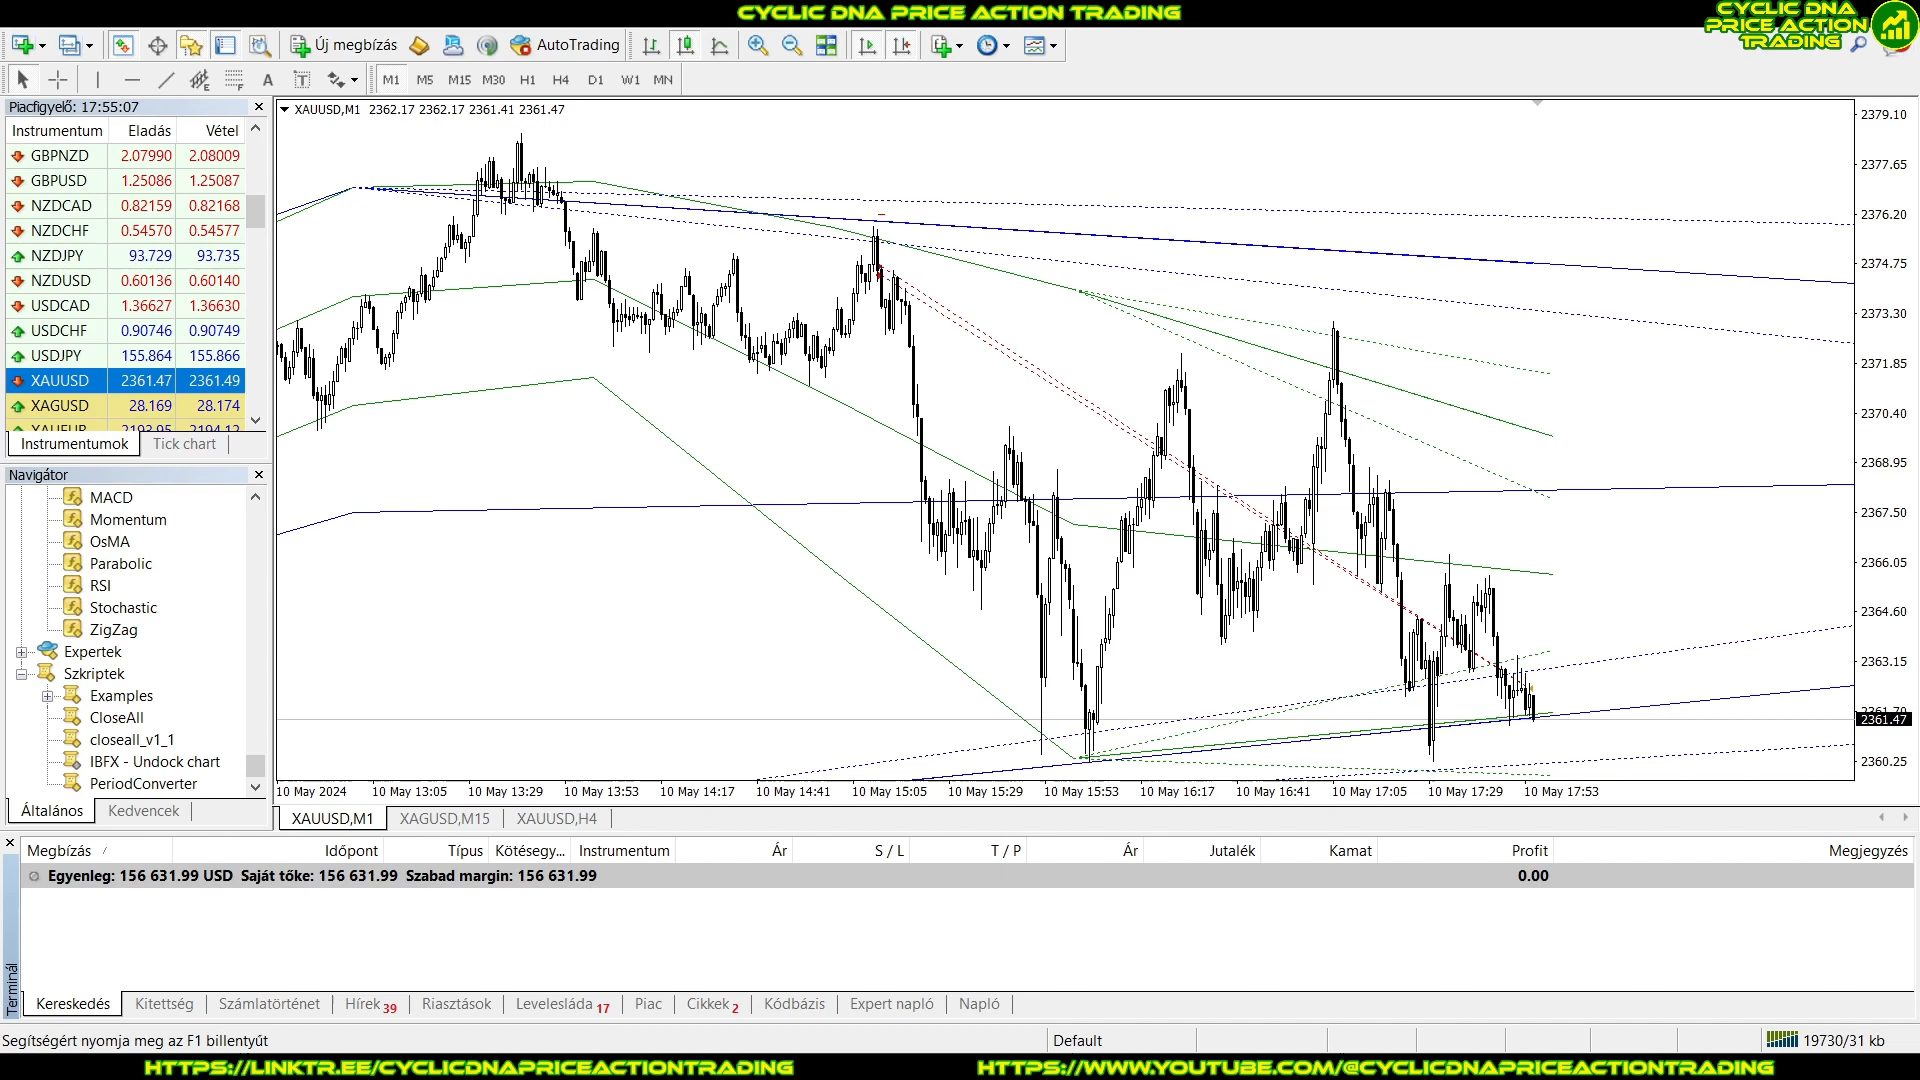 CYCLIC DNA PRICE ACTION TRADING
CYCLIC DNA
PRICE ACTION
TRADING
Új megbízás
AutoTrading
A
T
M1 M5 M15 M30 H1 H4 D1 W1 MN
Piacfigyelő: 17:55:07
Instrumentum Eladás Vétel
GBPNZD 2.07990 2.08009
GBPUSD 1.25086 1.25087
NZDCAD 0.82159 0.82168
NZDCHF 0.54570 0.54577
NZDJPY 93.729 93.735
NZDUSD 0.60136 0.60140
USDCAD 1.36627 1.36630
USDCHF 0.90746 0.90749
USDJPY 155.864 155.866
XAUUSD 2361.47 2361.49
XAGUSD 28.169 28.174
XAUEUR 2193.95 2194.12
Instrumentumok Tick chart
Navigátor
MACD
Momentum
OsMA
Parabolic
RSI
Stochastic
ZigZag
Expertek
Szkriptek
Examples
CloseAll
closeall_v1_1
IBFX - Undock chart
PeriodConverter
Általános Kedvencek
XAUUSD,M1 2362.17 2362.17 2361.41 2361.47
2379.10
2377.65
2376.20
2374.75
2373.30
2371.85
2370.40
2368.95
2367.50
2366.05
2364.60
2363.15
2361.70
2361.47
2360.25
10 May 2024 10 May 13:05 10 May 13:29 10 May 13:53 10 May 14:17 10 May 14:41 10 May 15:05 10 May 15:29 10 May 15:53 10 May 16:17 10 May 16:41 10 May 17:05 10 May 17:29 10 May 17:53
XAUUSD,M1 XAGUSD,M15 XAUUSD,H4
Megbízás / Időpont Típus Kötésegy... Instrumentum Ár S / L T / P Ár Jutalék Kamat Profit Megjegyzés
Egyenleg: 156 631.99 USD Saját tőke: 156 631.99 Szabad margin: 156 631.99 0.00
Terminál
Kereskedés Kitettség Számlatörténet Hírek 39 Riasztások Levelesláda 17 Piac Cikkek 2 Kódbázis Expert napló Napló
Segítségért nyomja meg az F1 billentyűt Default 19730/31 kb
HTTPS://LINKTR.EE/CYCLICDNAPRICEACTIONTRADING HTTPS://WWW.YOUTUBE.COM/@CYCLICDNAPRICEACTIONTRADING